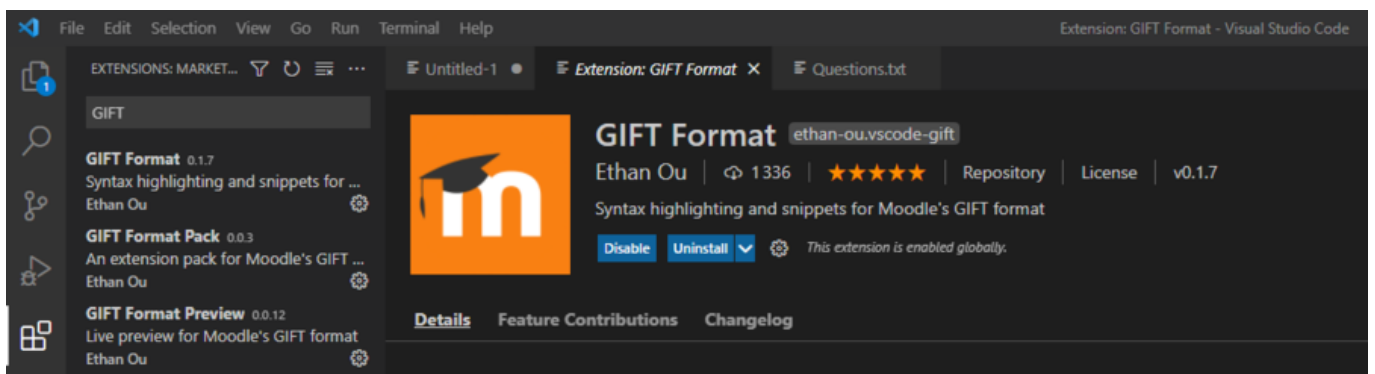 File Edit Selection View Go Run Terminal Help
Extension: GIFT Format - Visual Studio Code
EXTENSIONS: MARKET...
Untitled-1
Extension: GIFT Format
Questions.txt
1
GIFT
GIFT Format 0.1.7
Syntax highlighting and snippets for ...
Ethan Ou
GIFT Format Pack 0.0.3
An extension pack for Moodle's GIFT ...
Ethan Ou
GIFT Format Preview 0.0.12
Live preview for Moodle's GIFT format
Ethan Ou
m
GIFT Format ethan-ou.vscode-gift
Ethan Ou 1336 Repository License v0.1.7
Syntax highlighting and snippets for Moodle's GIFT format
Disable Uninstall This extension is enabled globally.
Details Feature Contributions Changelog